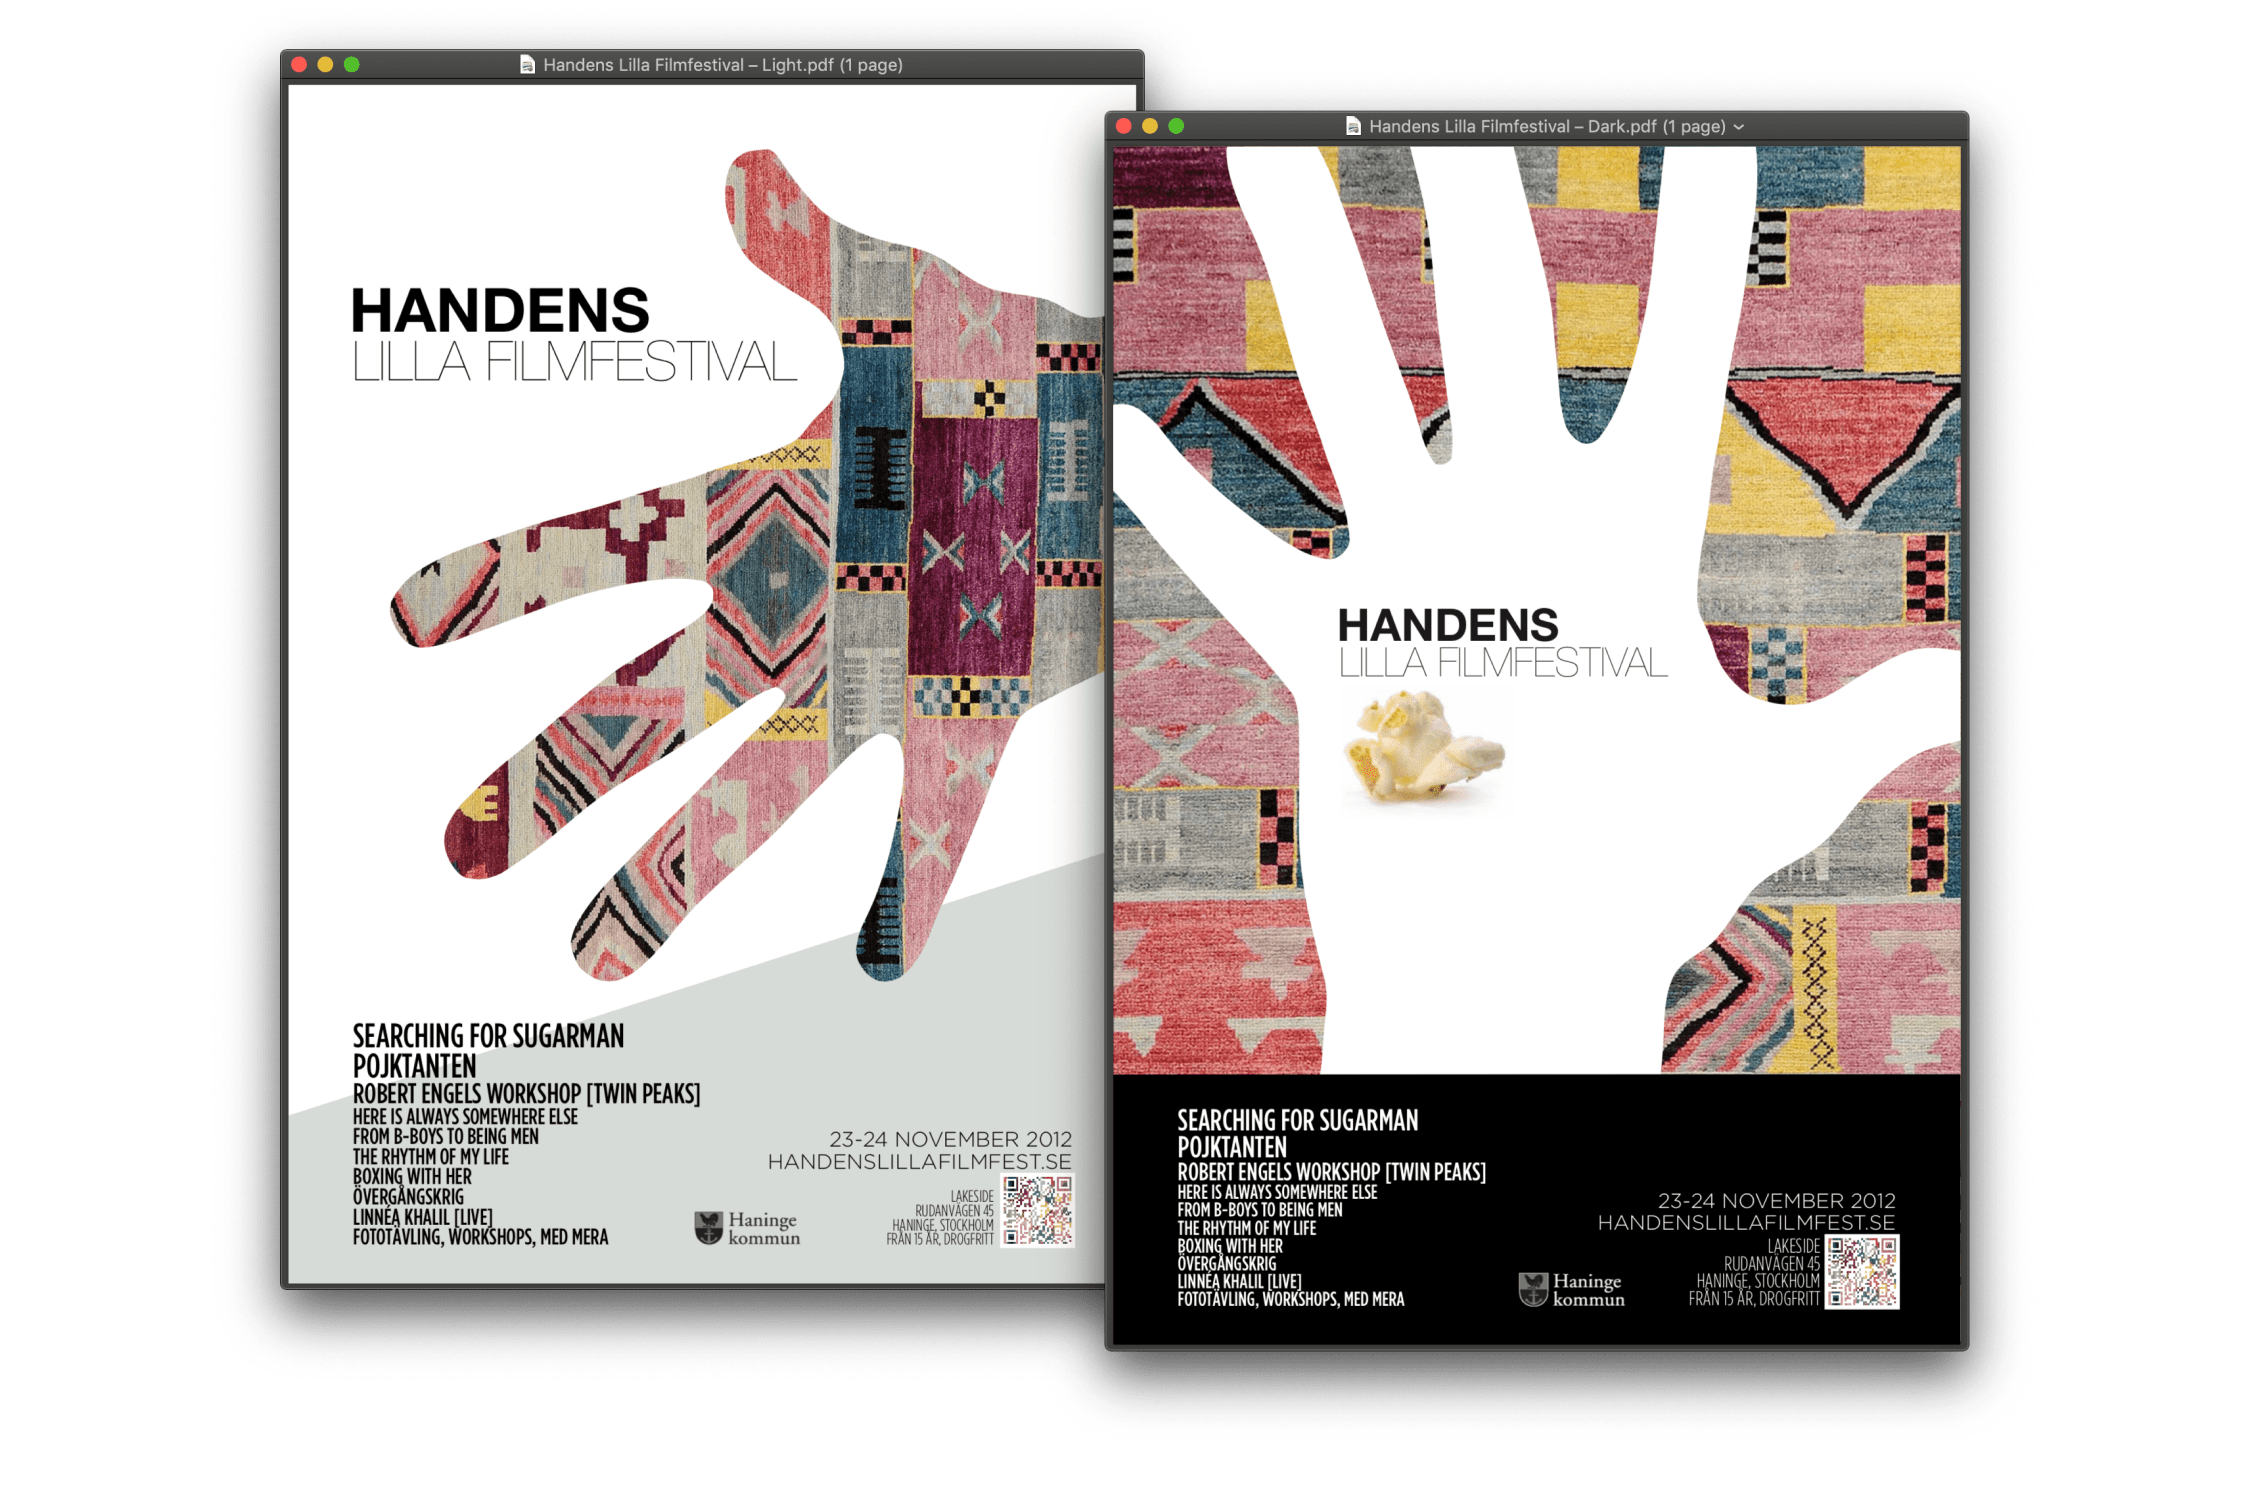 Handens Lilla Filmfestival – Light.pdf (1 page)
HANDENS
LILLA FILMFESTIVAL
SEARCHING FOR SUGARMAN
POJKTANTEN
ROBERT ENGELS WORKSHOP [TWIN PEAKS]
HERE IS ALWAYS SOMEWHERE ELSE
FROM B-BOYS TO BEING MEN
THE RHYTHM OF MY LIFE
BOXING WITH HER
ÖVERGÅNGSKRIG
LINNÉA KHALIL [LIVE]
FOTOTÄVLING, WORKSHOPS, MED MERA
Haninge
kommun
23-24 NOVEMBER 2012
HANDENSLILLAFILMFEST.SE
LAKESIDE
RUDANVÄGEN 45
HANINGE, STOCKHOLM
FRÅN 15 ÅR, DROGFRITT
Handens Lilla Filmfestival – Dark.pdf (1 page)
HANDENS
LILLA FILMFESTIVAL
SEARCHING FOR SUGARMAN
POJKTANTEN
ROBERT ENGELS WORKSHOP [TWIN PEAKS]
HERE IS ALWAYS SOMEWHERE ELSE
FROM B-BOYS TO BEING MEN
THE RHYTHM OF MY LIFE
BOXING WITH HER
ÖVERGÅNGSKRIG
LINNÉA KHALIL [LIVE]
FOTOTÄVLING, WORKSHOPS, MED MERA
Haninge
kommun
23-24 NOVEMBER 2012
HANDENSLILLAFILMFEST.SE
LAKESIDE
RUDANVÄGEN 45
HANINGE, STOCKHOLM
FRÅN 15 ÅR, DROGFRITT